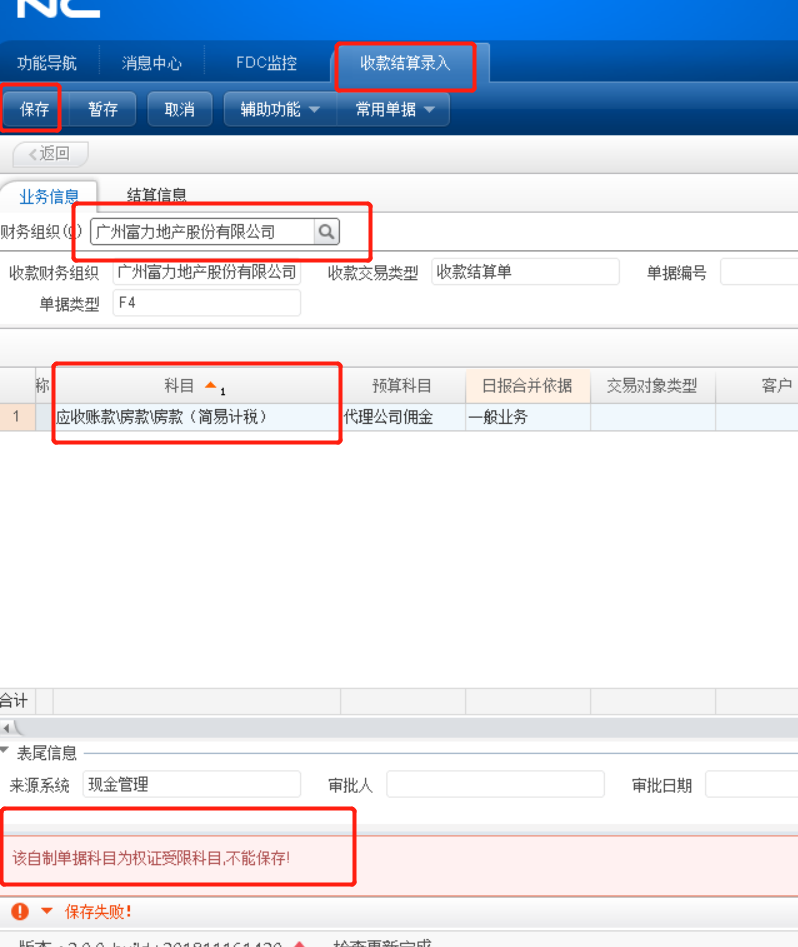 NC
功能导航 消息中心 FDC监控 收款结算录入
保存 暂存 取消 辅助功能 常用单据
返回
业务信息 结算信息
财务组织( ) 广州富力地产股份有限公司
收款财务组织 广州富力地产股份有限公司 收款交易类型 收款结算单 单据编号
单据类型 F4
称 科目 1 预算科目 日报合并依据 交易对象类型 客户
1 应收账款\房款\房款（简易计税） 代理公司佣金 一般业务
合计
表尾信息
来源系统 现金管理 审批人 审批日期
该自制单据科目为权证受限科目,不能保存!
保存失败!